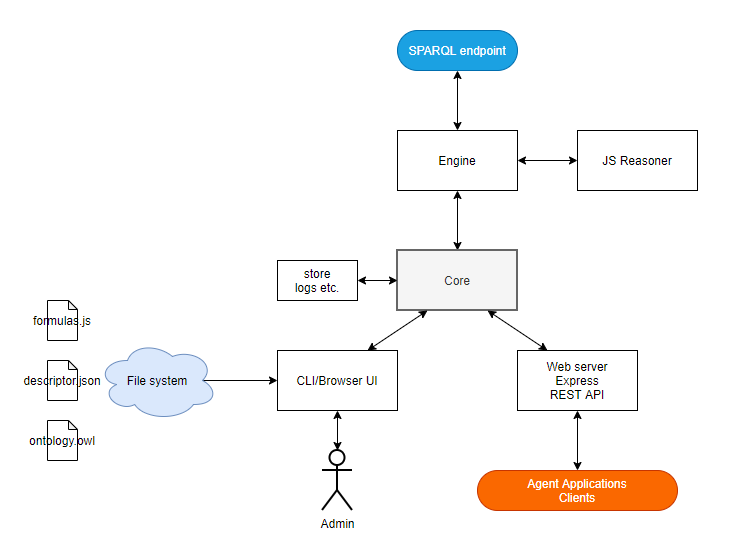 SPARQL endpoint
Engine
JS Reasoner
store
logs etc.
Core
formulas.js
descriptor.json
ontology.owl
File system
CLI/Browser UI
Web server
Express
REST API
Admin
Agent Applications
Clients